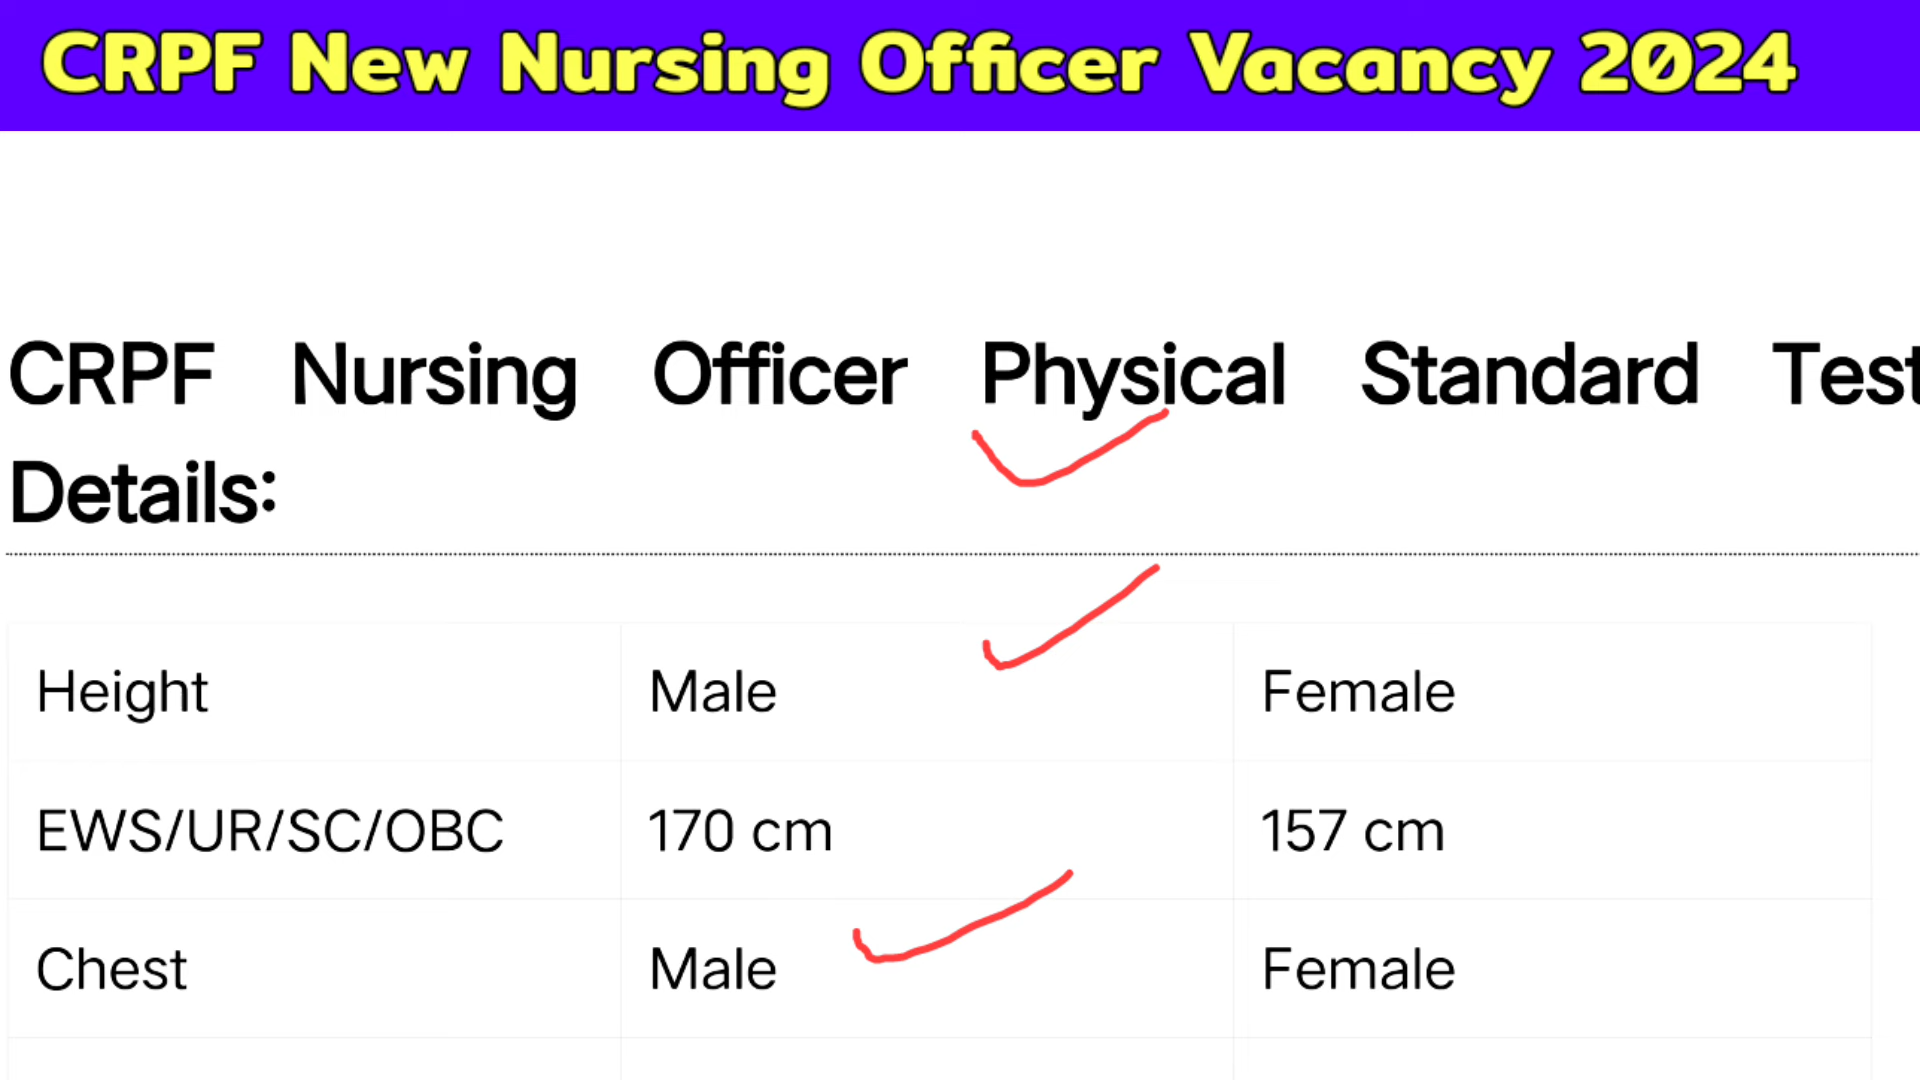 CRPF New Nursing Officer Vacancy 2024
CRPF Nursing Officer Physical Standard Test
Details:
Height Male Female
EWS/UR/SC/OBC 170 cm 157 cm
Chest Male Female